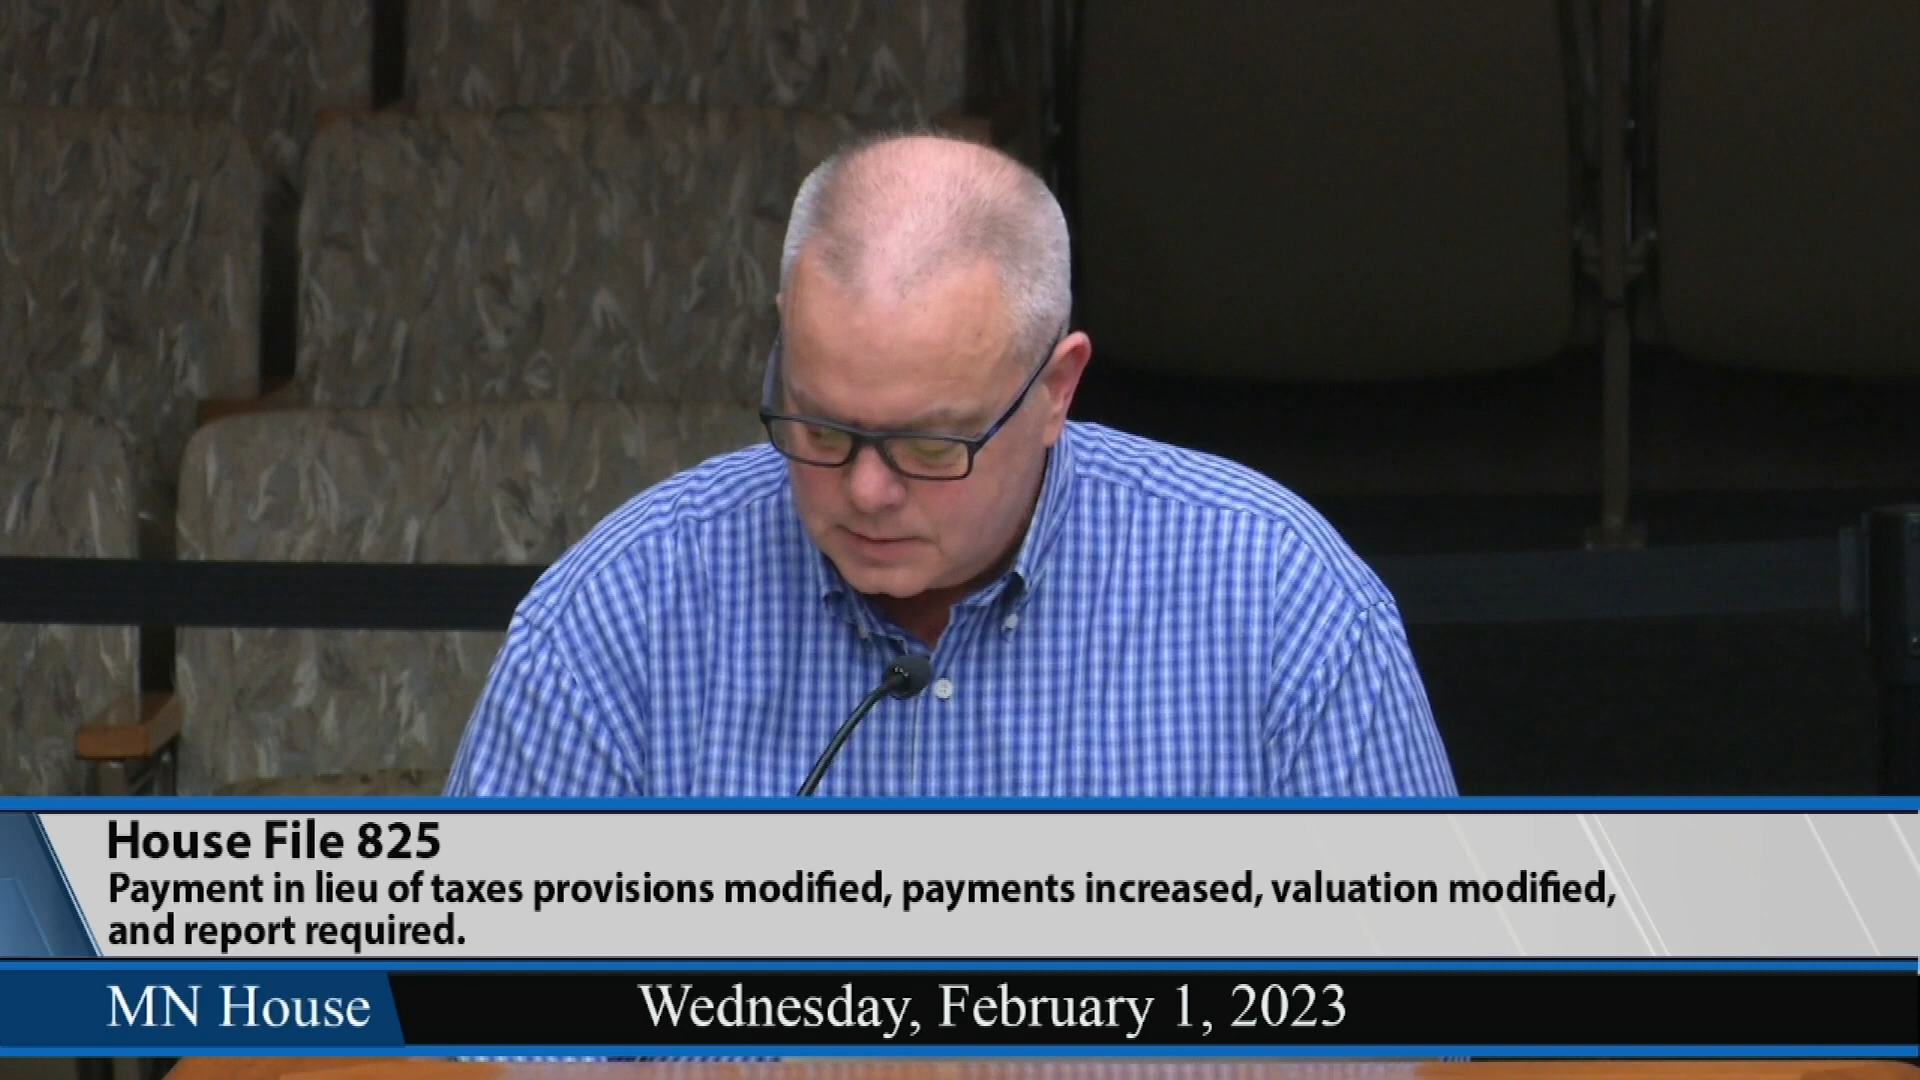 House File 825
Payment in lieu of taxes provisions modified, payments increased, valuation modified,
and report required.
MN House
Wednesday, February 1, 2023